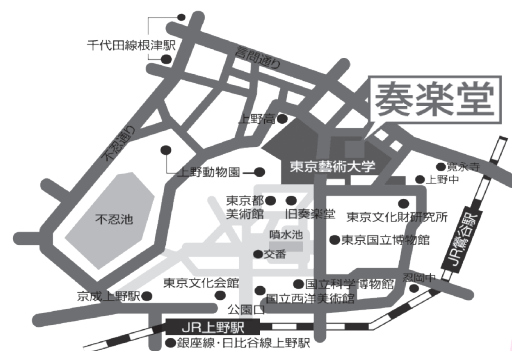 千代田線根津駅
言問通り
奏楽堂
上野高
不忍通り
東京藝術大学
寛永寺
上野動物園
上野中
東京都
美術館
旧奏楽堂
東京文化財研究所
不忍池
噴水池
東京国立博物館
JR鶯谷駅
交番
忍岡中
国立科学博物館
京成上野駅
東京文化会館
国立西洋美術館
公園口
JR上野駅
銀座線・日比谷線上野駅